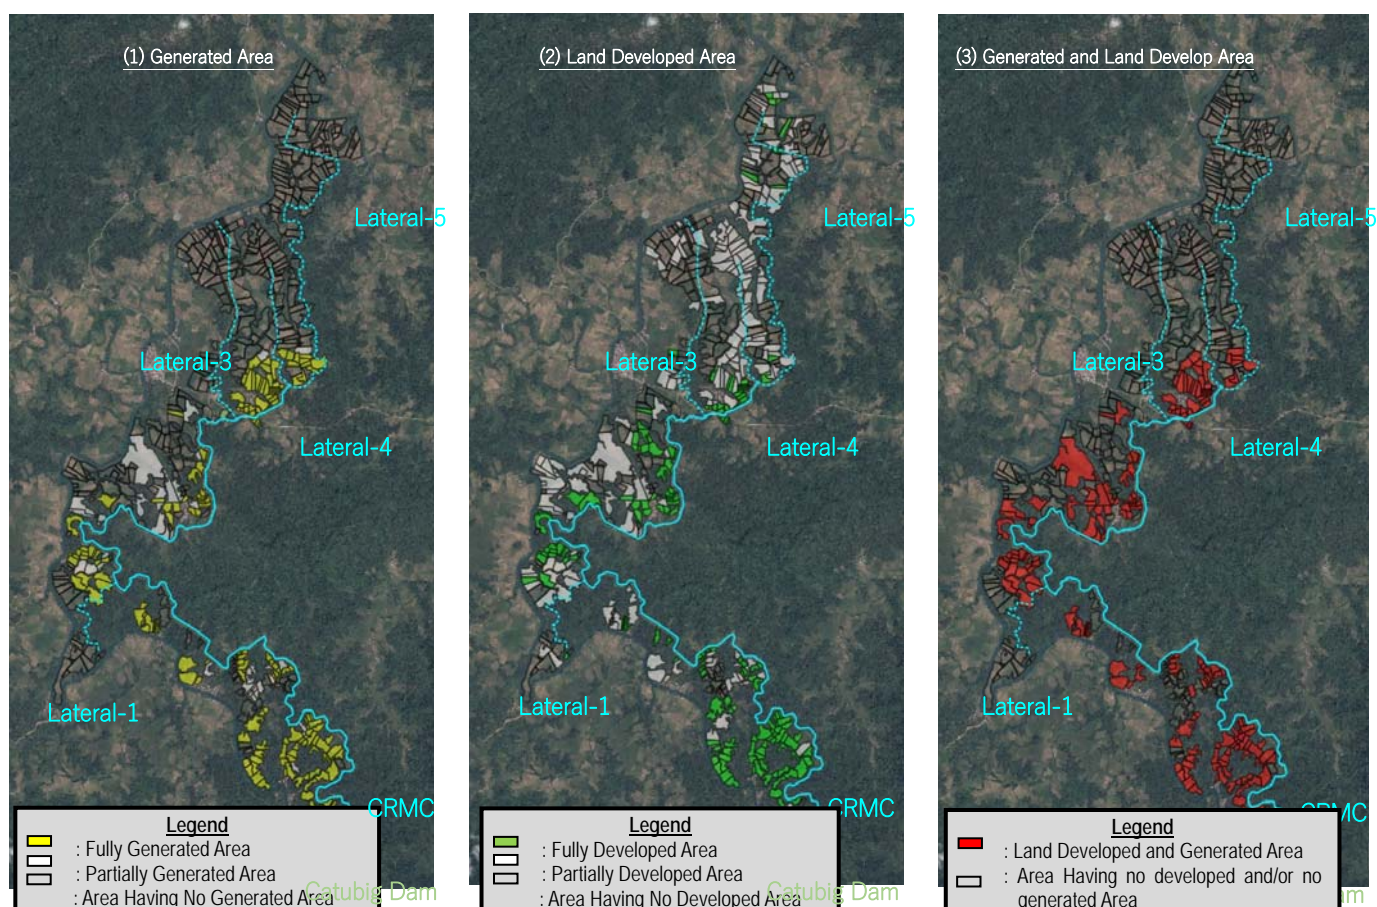 (1) Generated Area
Lateral-5
Lateral-3
Lateral-4
Lateral-1
CRMC
Legend
: Fully Generated Area
: Partially Generated Area
: Area Having No Generated Area
Catubig Dam
(2) Land Developed Area
Lateral-5
Lateral-3
Lateral-4
Lateral-1
CRMC
Legend
: Fully Developed Area
: Partially Developed Area
: Area Having No Developed Area
Catubig Dam
(3) Generated and Land Develop Area
Lateral-5
Lateral-3
Lateral-4
Lateral-1
CRMC
Legend
: Land Developed and Generated Area
: Area Having no developed and/or no
generated Area